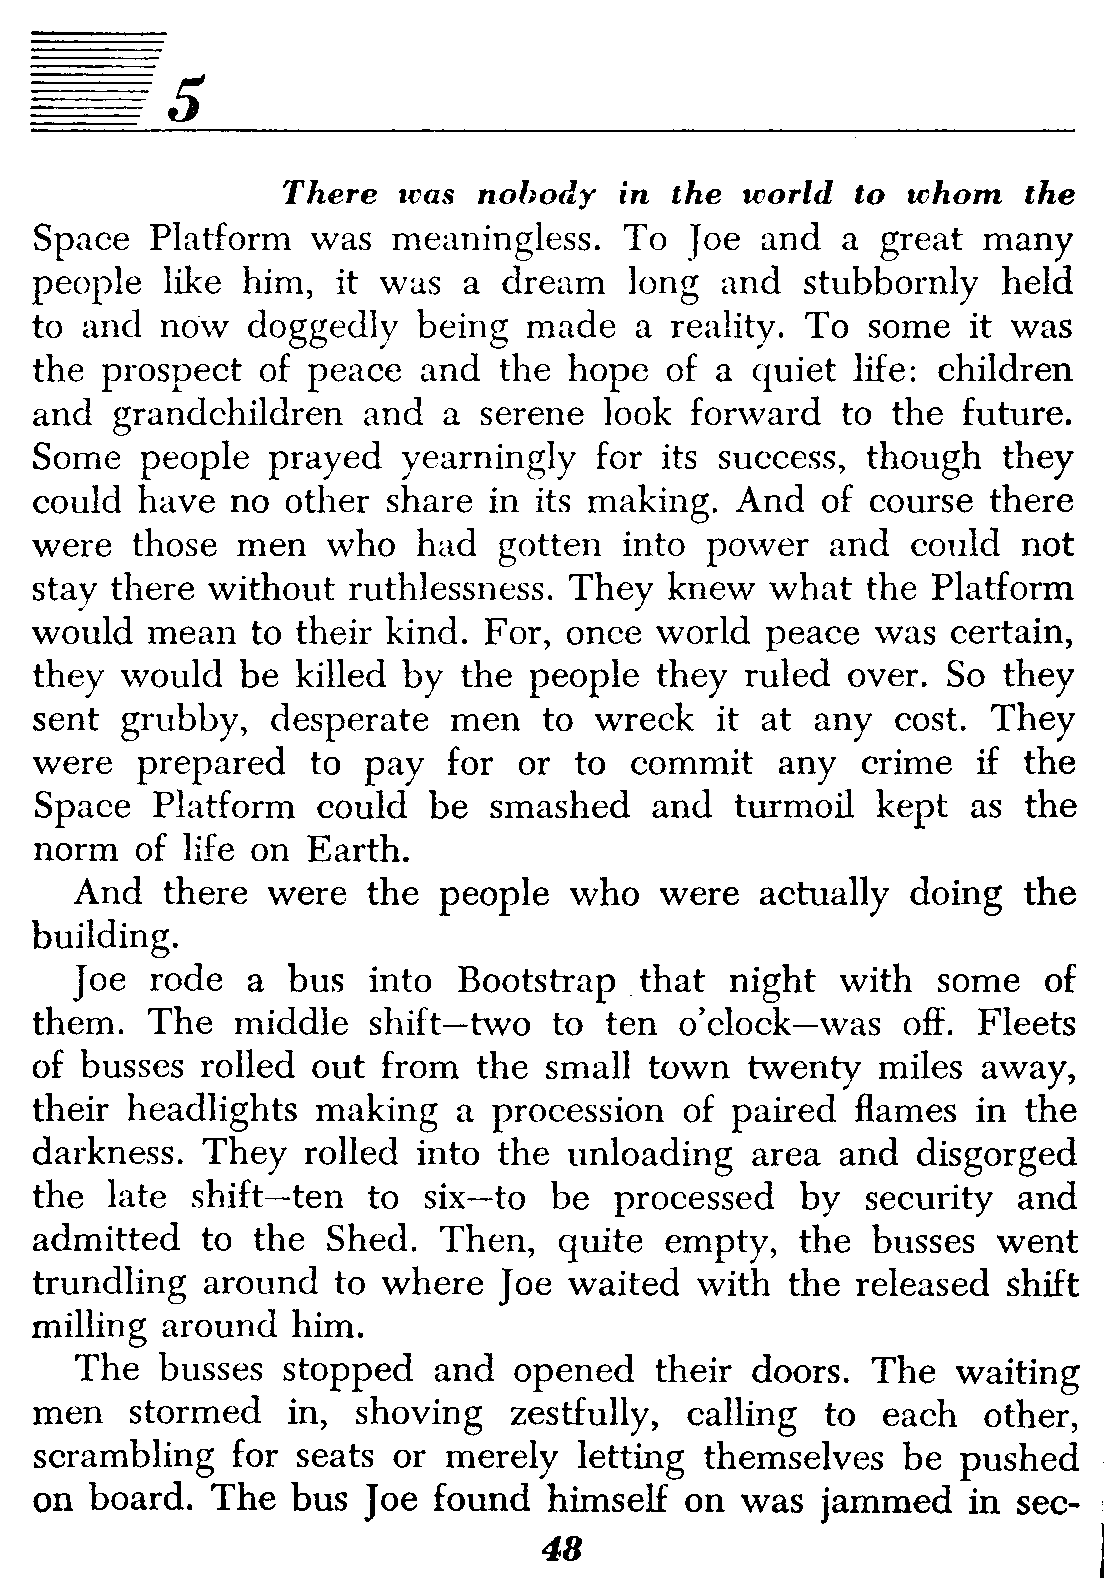 5
There was nobody in the world to whom the
Space Platform was meaningless. To Joe and a great many
people like him, it was a dream long and stubbornly held
to and now doggedly being made a reality. To some it was
the prospect of peace and the hope of a quiet life: children
and grandchildren and a serene look forward to the future.
Some people prayed yearningly for its success, though they
could have no other share in its making. And of course there
were those men who had gotten into power and could not
stay there without ruthlessness. They knew what the Platform
would mean to their kind. For, once world peace was certain,
they would be killed by the people they ruled over. So they
sent grubby, desperate men to wreck it at any cost. They
were prepared to pay for or to commit any crime if the
Space Platform could be smashed and turmoil kept as the
norm of life on Earth.
And there were the people who were actually doing the
building.
Joe rode a bus into Bootstrap that night with some of
them. The middle shift—two to ten o'clock—was off. Fleets
of busses rolled out from the small town twenty miles away,
their headlights making a procession of paired flames in the
darkness. They rolled into the unloading area and disgorged
the late shift—ten to six—to be processed by security and
admitted to the Shed. Then, quite empty, the busses went
trundling around to where Joe waited with the released shift
milling around him.
The busses stopped and opened their doors. The waiting
men stormed in, shoving zestfully, calling to each other,
scrambling for seats or merely letting themselves be pushed
on board. The bus Joe found himself on was jammed in sec-
48